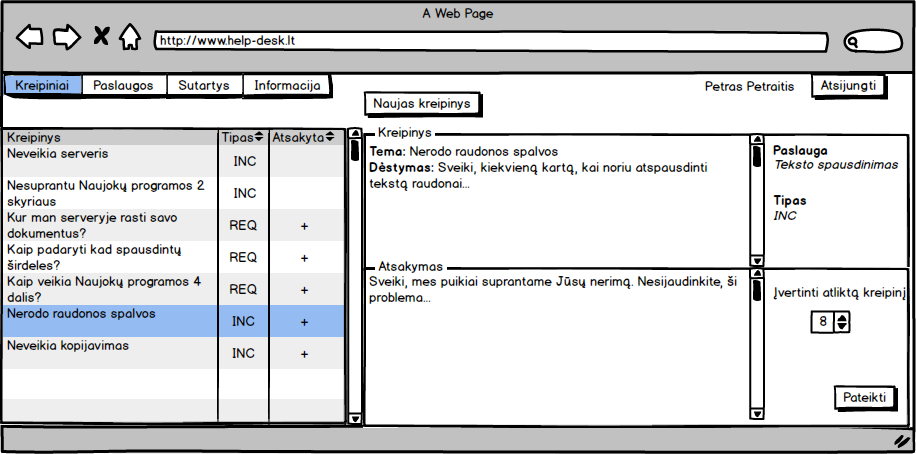 A Web Page
http://www.help-desk.lt
Kreipiniai Paslaugos Sutartys Informacija
Petras Petraitis Atsijungti
Naujas kreipinys
Kreipinys Tipas Atsakyta
Neveikia serveris INC
Nesuprantu Naujokų programos 2
skyriaus INC
Kur man serveryje rasti savo
dokumentus? REQ +
Kaip padaryti kad spausdintų
širdeles? REQ +
Kaip veikia Naujokų programos 4
dalis? REQ +
Nerodo raudonos spalvos INC +
Neveikia kopijavimas INC +
Kreipinys
Tema: Nerodo raudonos spalvos
Dėstymas: Sveiki, kiekvieną kartą, kai noriu atspausdinti
tekstą raudonai...
Paslauga
Teksto spausdinimas
Tipas
INC
Atsakymas
Sveiki, mes puikiai suprantame Jūsų nerimą. Nesijaudinkite, ši
problema...
Įvertinti atliktą kreipinį
8
Pateikti